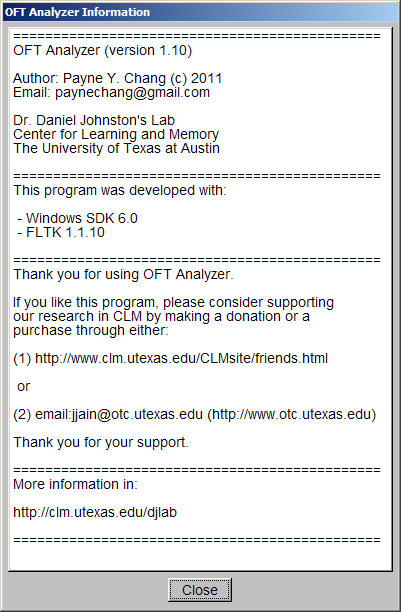 OFT Analyzer Information
==============================================
OFT Analyzer (version 1.10)
Author: Payne Y. Chang (c) 2011
Email: paynechang@gmail.com
Dr. Daniel Johnston's Lab
Center for Learning and Memory
The University of Texas at Austin
==============================================
This program was developed with:
- Windows SDK 6.0
- FLTK 1.1.10
==============================================
Thank you for using OFT Analyzer.
If you like this program, please consider supporting
our research in CLM by making a donation or a
purchase through either:
(1) http://www.clm.utexas.edu/CLMsite/friends.html
or
(2) email:jjain@otc.utexas.edu (http://www.otc.utexas.edu)
Thank you for your support.
==============================================
More information in:
http://clm.utexas.edu/djlab
==============================================
Close